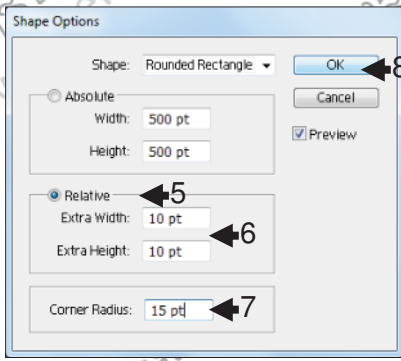 Shape Options
Shape: Rounded Rectangle OK 8
Absolute Cancel
Width: 500 pt Preview
Height: 500 pt
Relative 5
Extra Width: 10 pt
6
Extra Height: 10 pt
Corner Radius: 15 pt 7